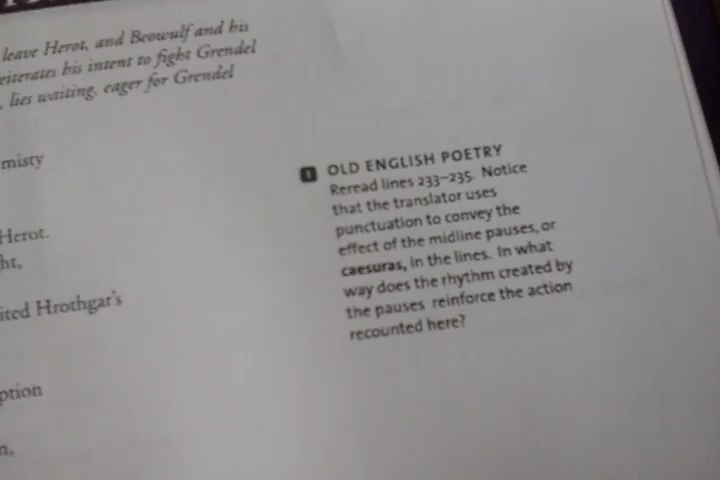 leave Herot, and Beowulf and his
eiterates his intent to fight Grendel
, lies waiting, eager for Grendel
misty
Herot.
ht,
ited Hrothgar's
ption
n,
1 OLD ENGLISH POETRY
Reread lines 233–235. Notice
that the translator uses
punctuation to convey the
effect of the midline pauses, or
caesuras, in the lines. In what
way does the rhythm created by
the pauses reinforce the action
recounted here?